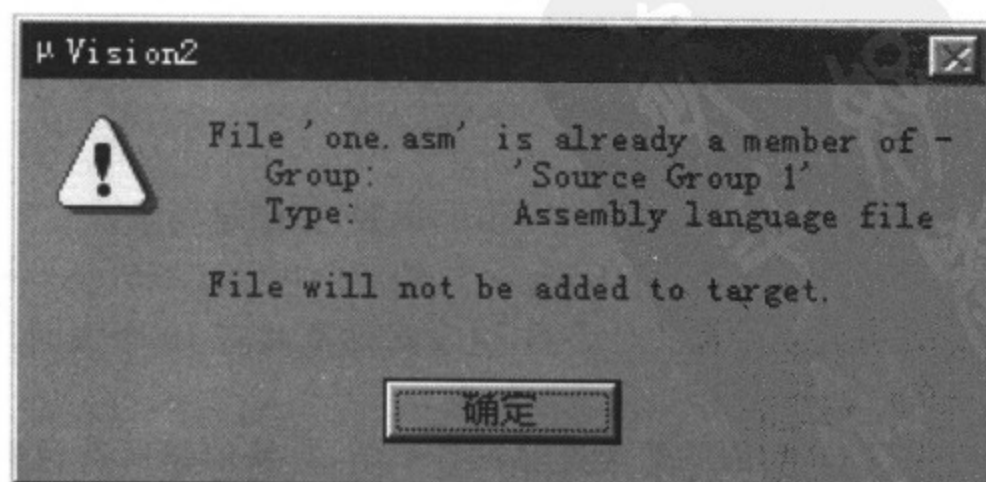 μVision2
File 'one.asm' is already a member of -
Group: 'Source Group 1'
Type: Assembly language file
File will not be added to target.
确定